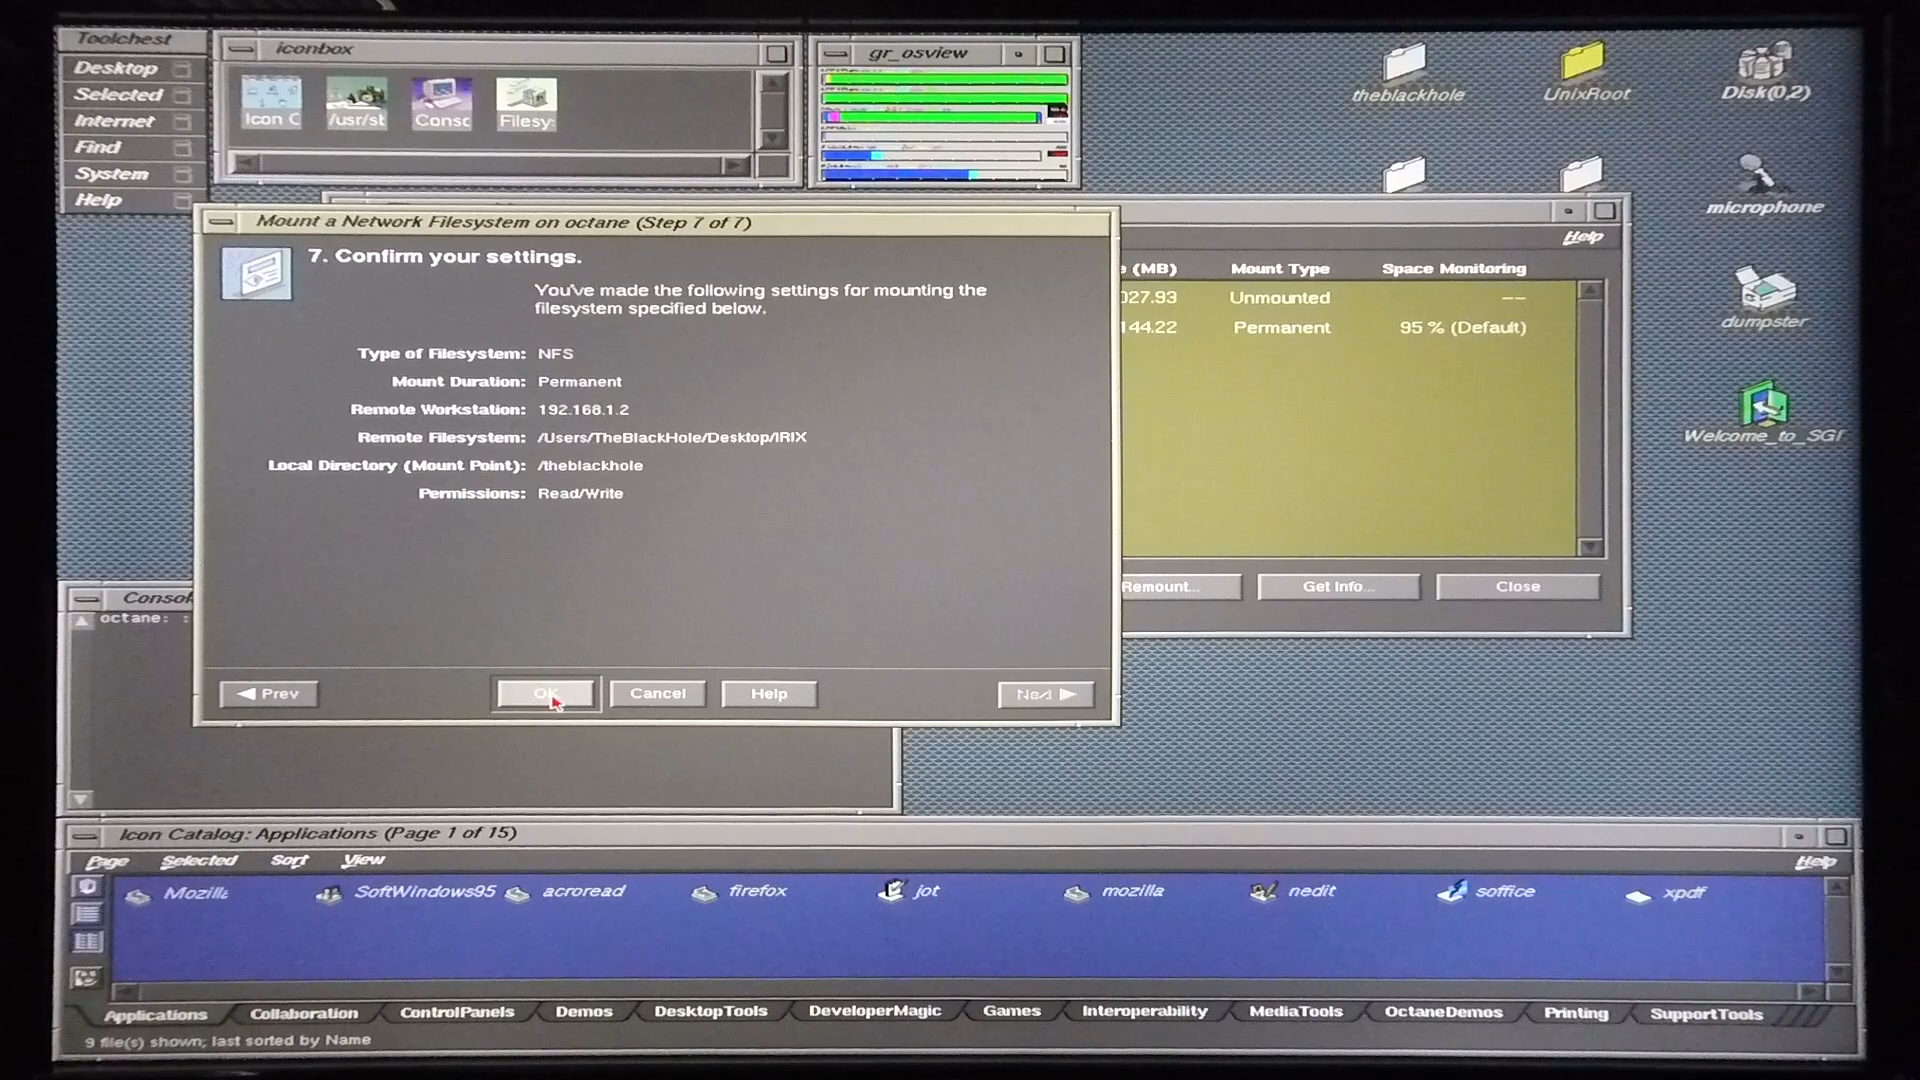 Toolchest
Desktop
Selected
Internet
Find
System
Help
iconbox
Icon C
/usr/st
Consc
Filesy
gr_osview
theblackhole
UnixRoot
Disk(0,2)
microphone
dumpster
Welcome_to_SGI
Mount a Network Filesystem on octane (Step 7 of 7)
7. Confirm your settings.
You've made the following settings for mounting the
filesystem specified below.
Type of Filesystem: NFS
Mount Duration: Permanent
Remote Workstation: 192.168.1.2
Remote Filesystem: /Users/TheBlackHole/Desktop/IRIX
Local Directory (Mount Point): /theblackhole
Permissions: Read/Write
Prev
OK
Cancel
Help
Next
Help
(MB) Mount Type Space Monitoring
027.93 Unmounted --
144.22 Permanent 95 % (Default)
Remount...
Get Info...
Close
Consol
octane: :
Icon Catalog: Applications (Page 1 of 15)
Page Selected Sort View Help
Mozilla SoftWindows95 acroread firefox jot mozilla nedit soffice xpdf
Applications Collaboration ControlPanels Demos DesktopTools DeveloperMagic Games Interoperability MediaTools OctaneDemos Printing SupportTools
9 file(s) shown; last sorted by Name